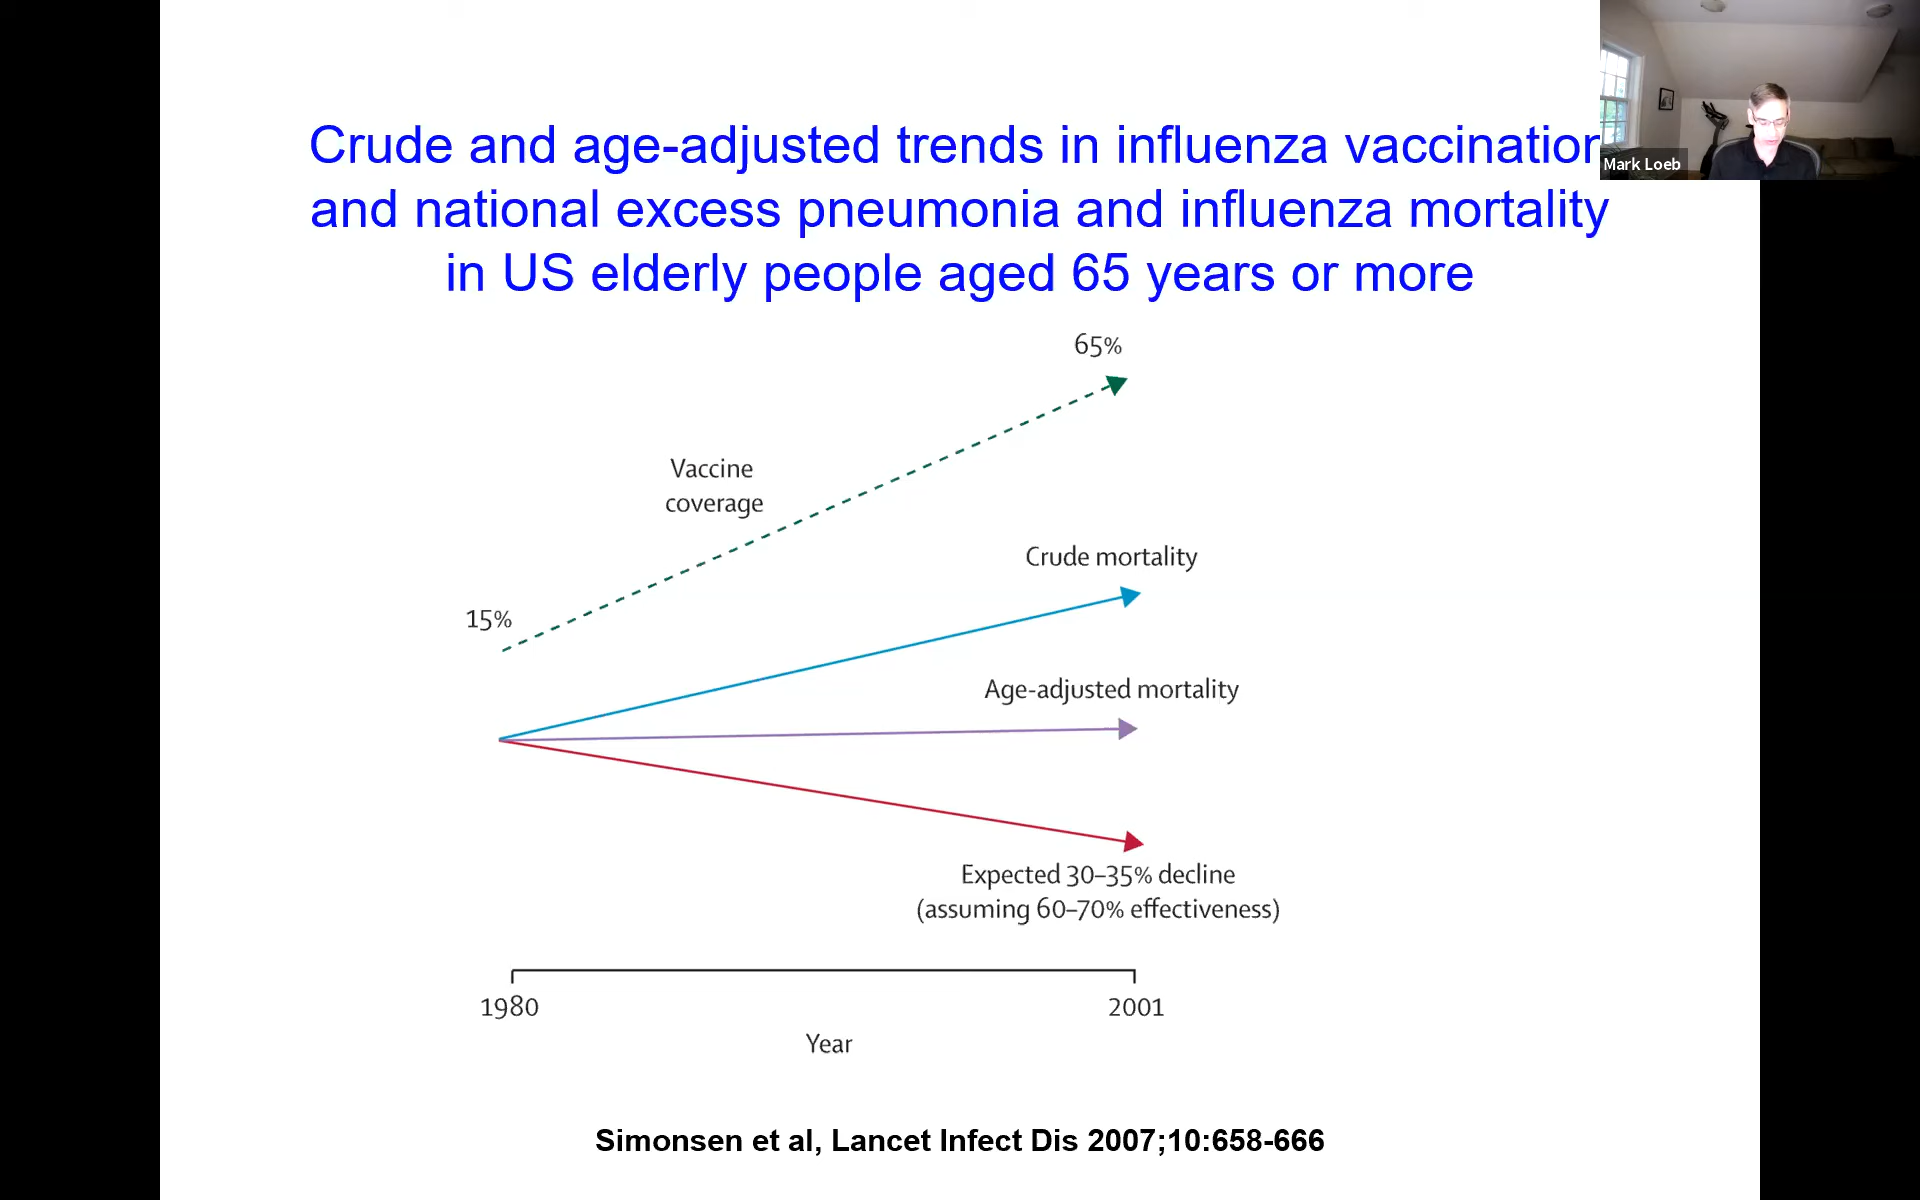 Crude and age-adjusted trends in influenza vaccination
and national excess pneumonia and influenza mortality
in US elderly people aged 65 years or more
Mark Loeb
65%
Vaccine
coverage
15%
Crude mortality
Age-adjusted mortality
Expected 30–35% decline
(assuming 60–70% effectiveness)
1980
2001
Year
Simonsen et al, Lancet Infect Dis 2007;10:658-666